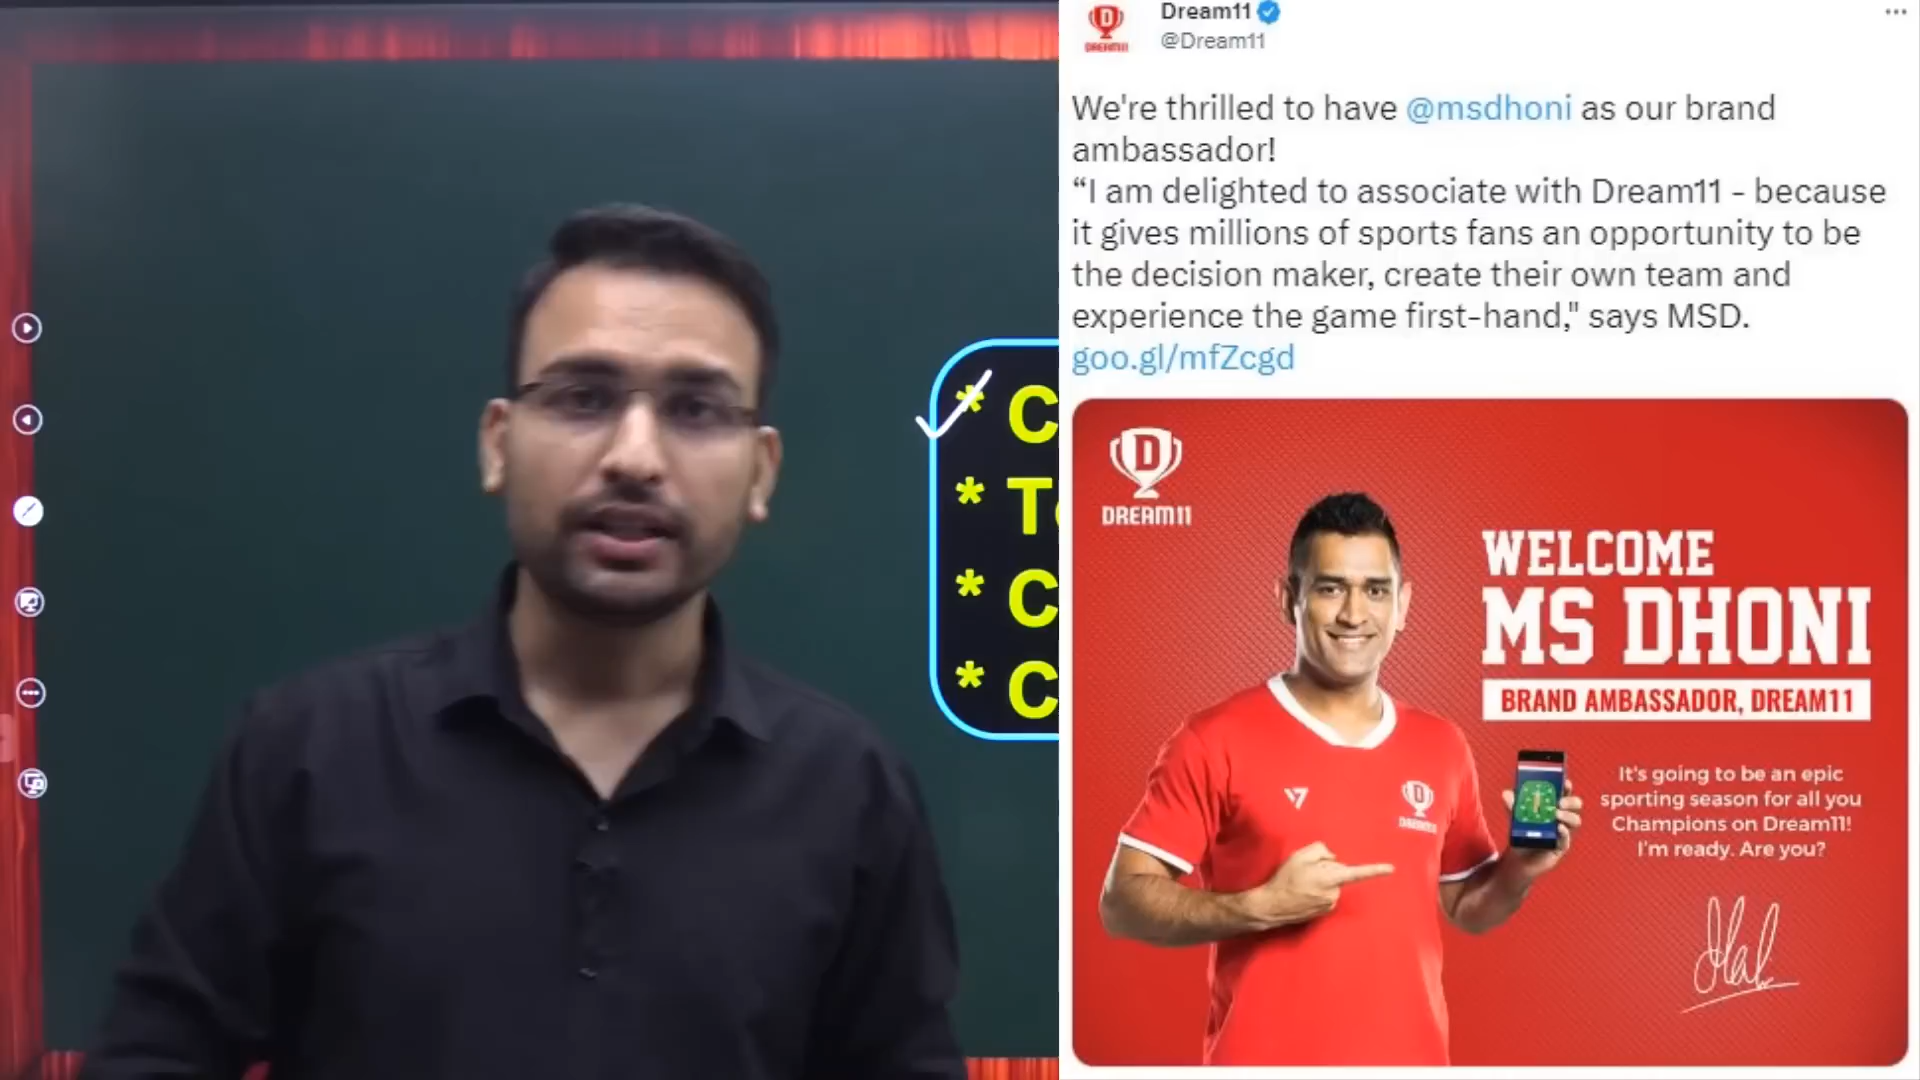 * C
* T
* C
* C
Dream11
@Dream11
We're thrilled to have @msdhoni as our brand
ambassador!
“I am delighted to associate with Dream11 - because
it gives millions of sports fans an opportunity to be
the decision maker, create their own team and
experience the game first-hand," says MSD.
goo.gl/mfZcgd
D
DREAM11
WELCOME
MS DHONI
BRAND AMBASSADOR, DREAM11
It's going to be an epic
sporting season for all you
Champions on Dream11!
I'm ready. Are you?
7
D
DREAM11